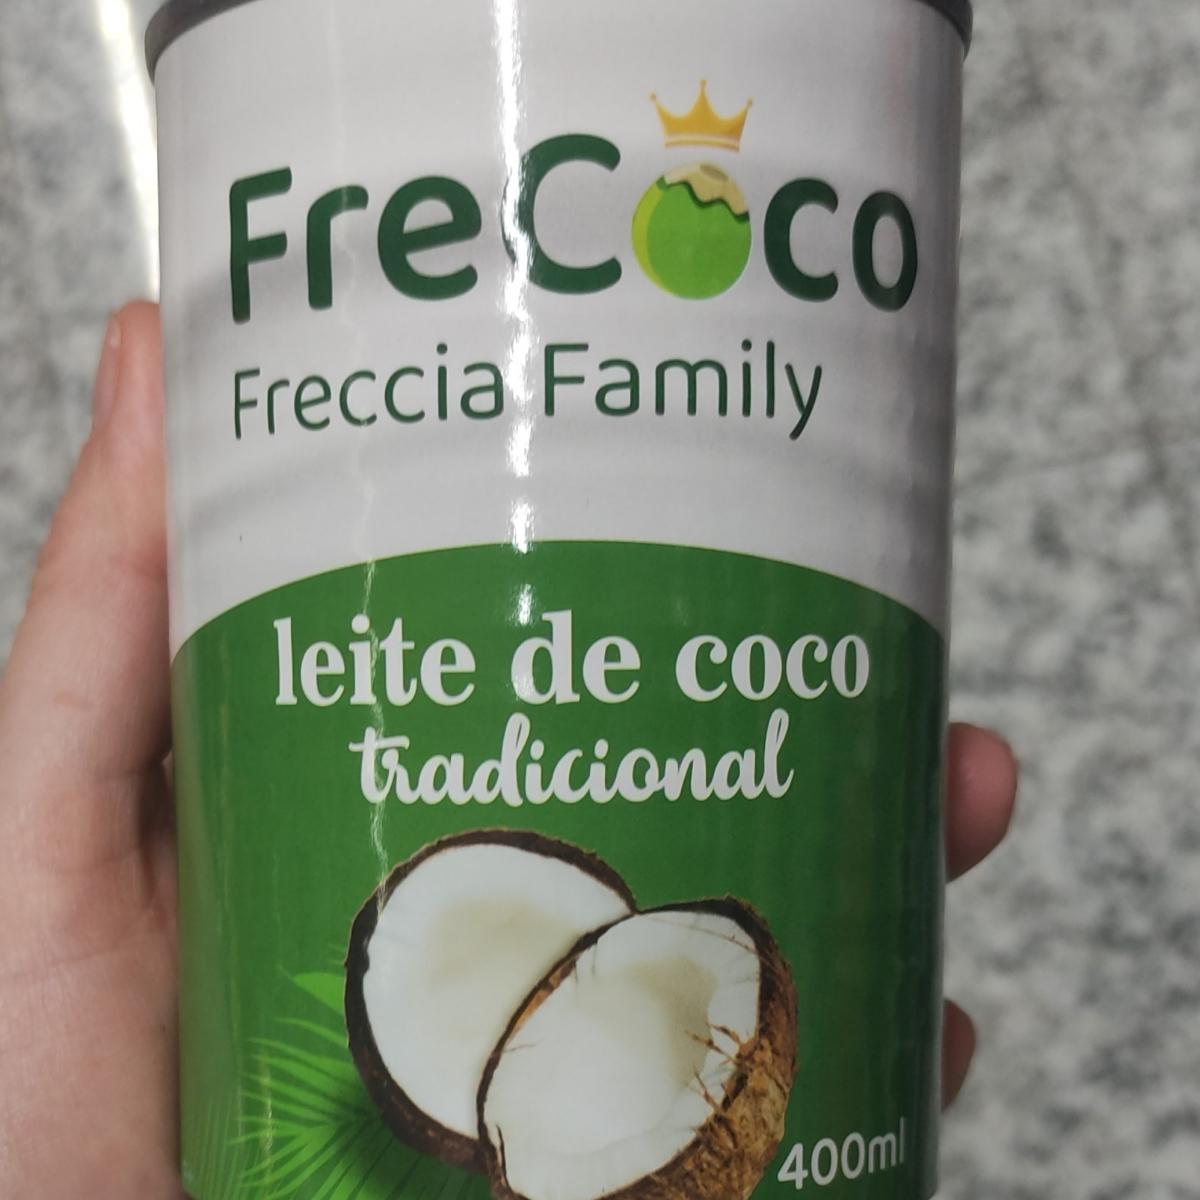 FreCoco
Freccia Family
leite de coco
tradicional
400ml